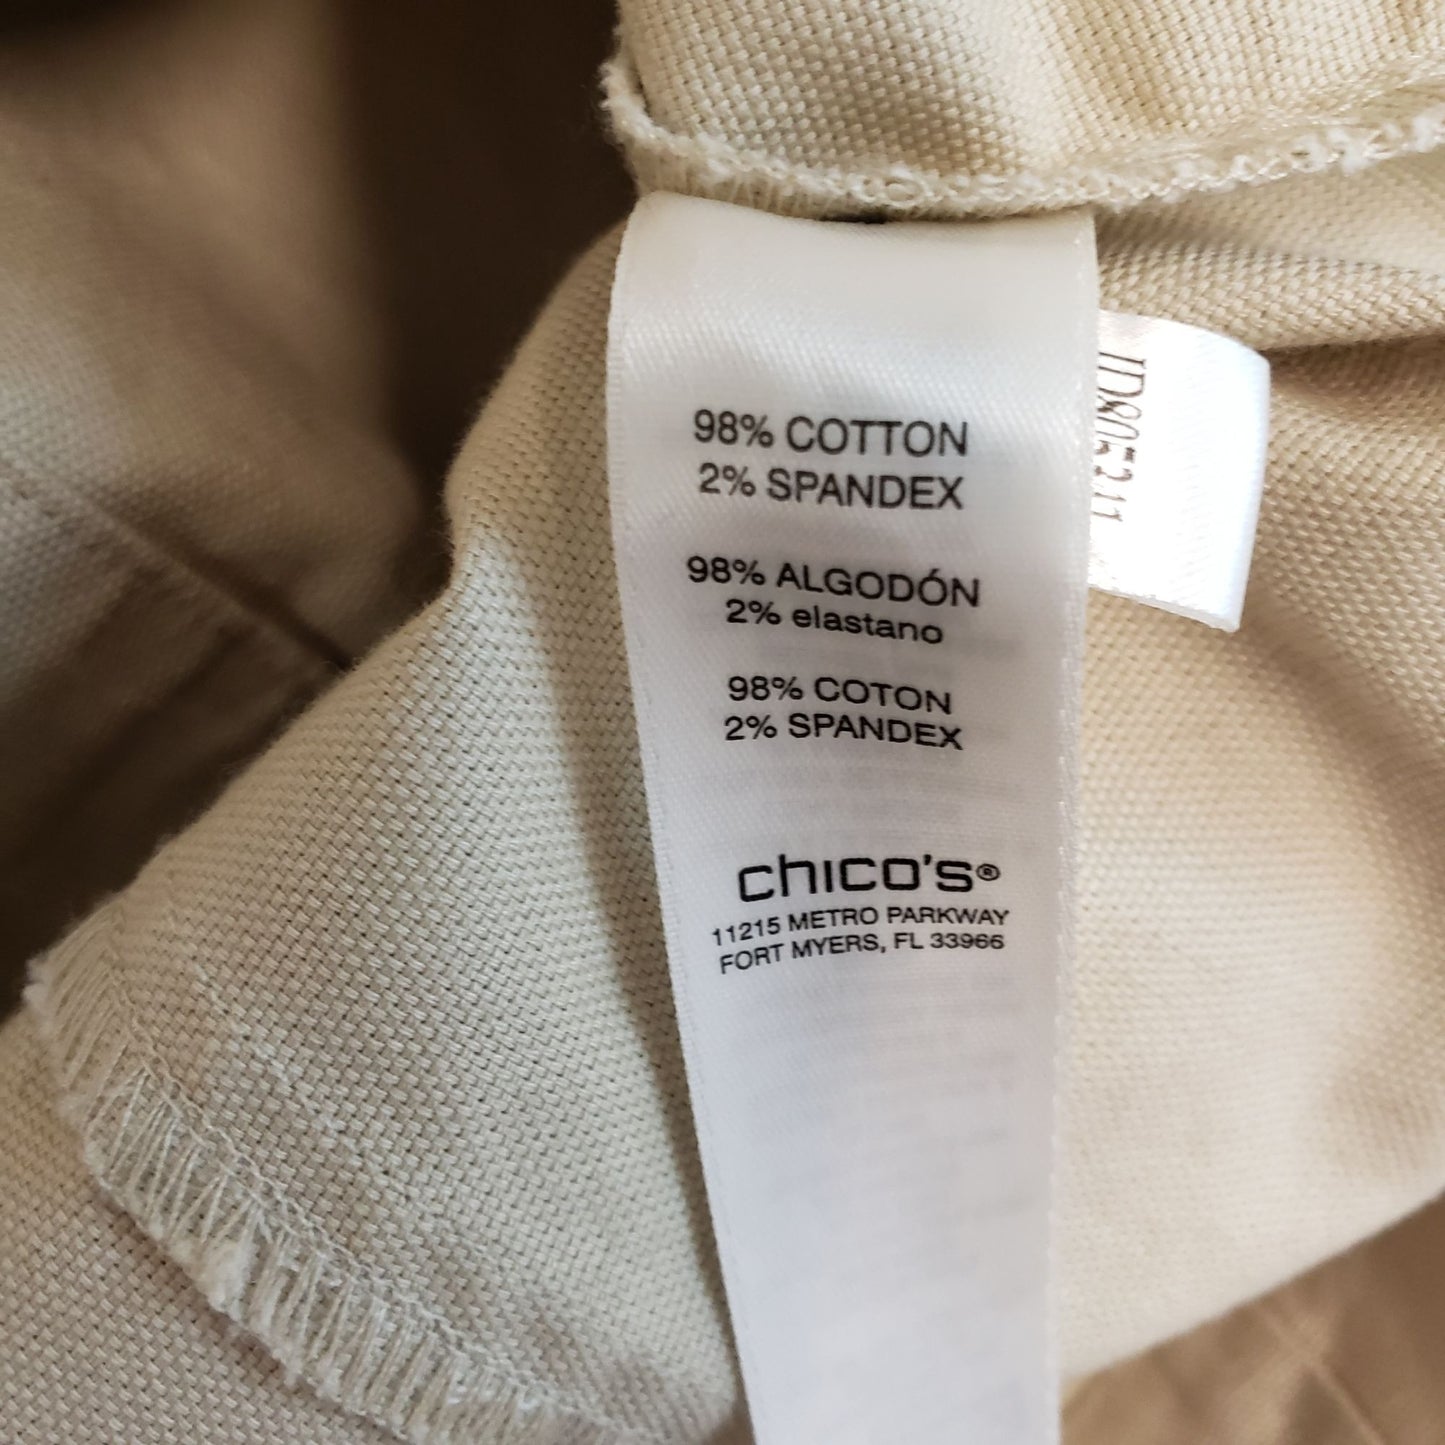 98% COTTON
2% SPANDEX
98% ALGODÓN
2% elastano
98% COTON
2% SPANDEX
chico's®
11215 METRO PARKWAY
FORT MYERS, FL 33966